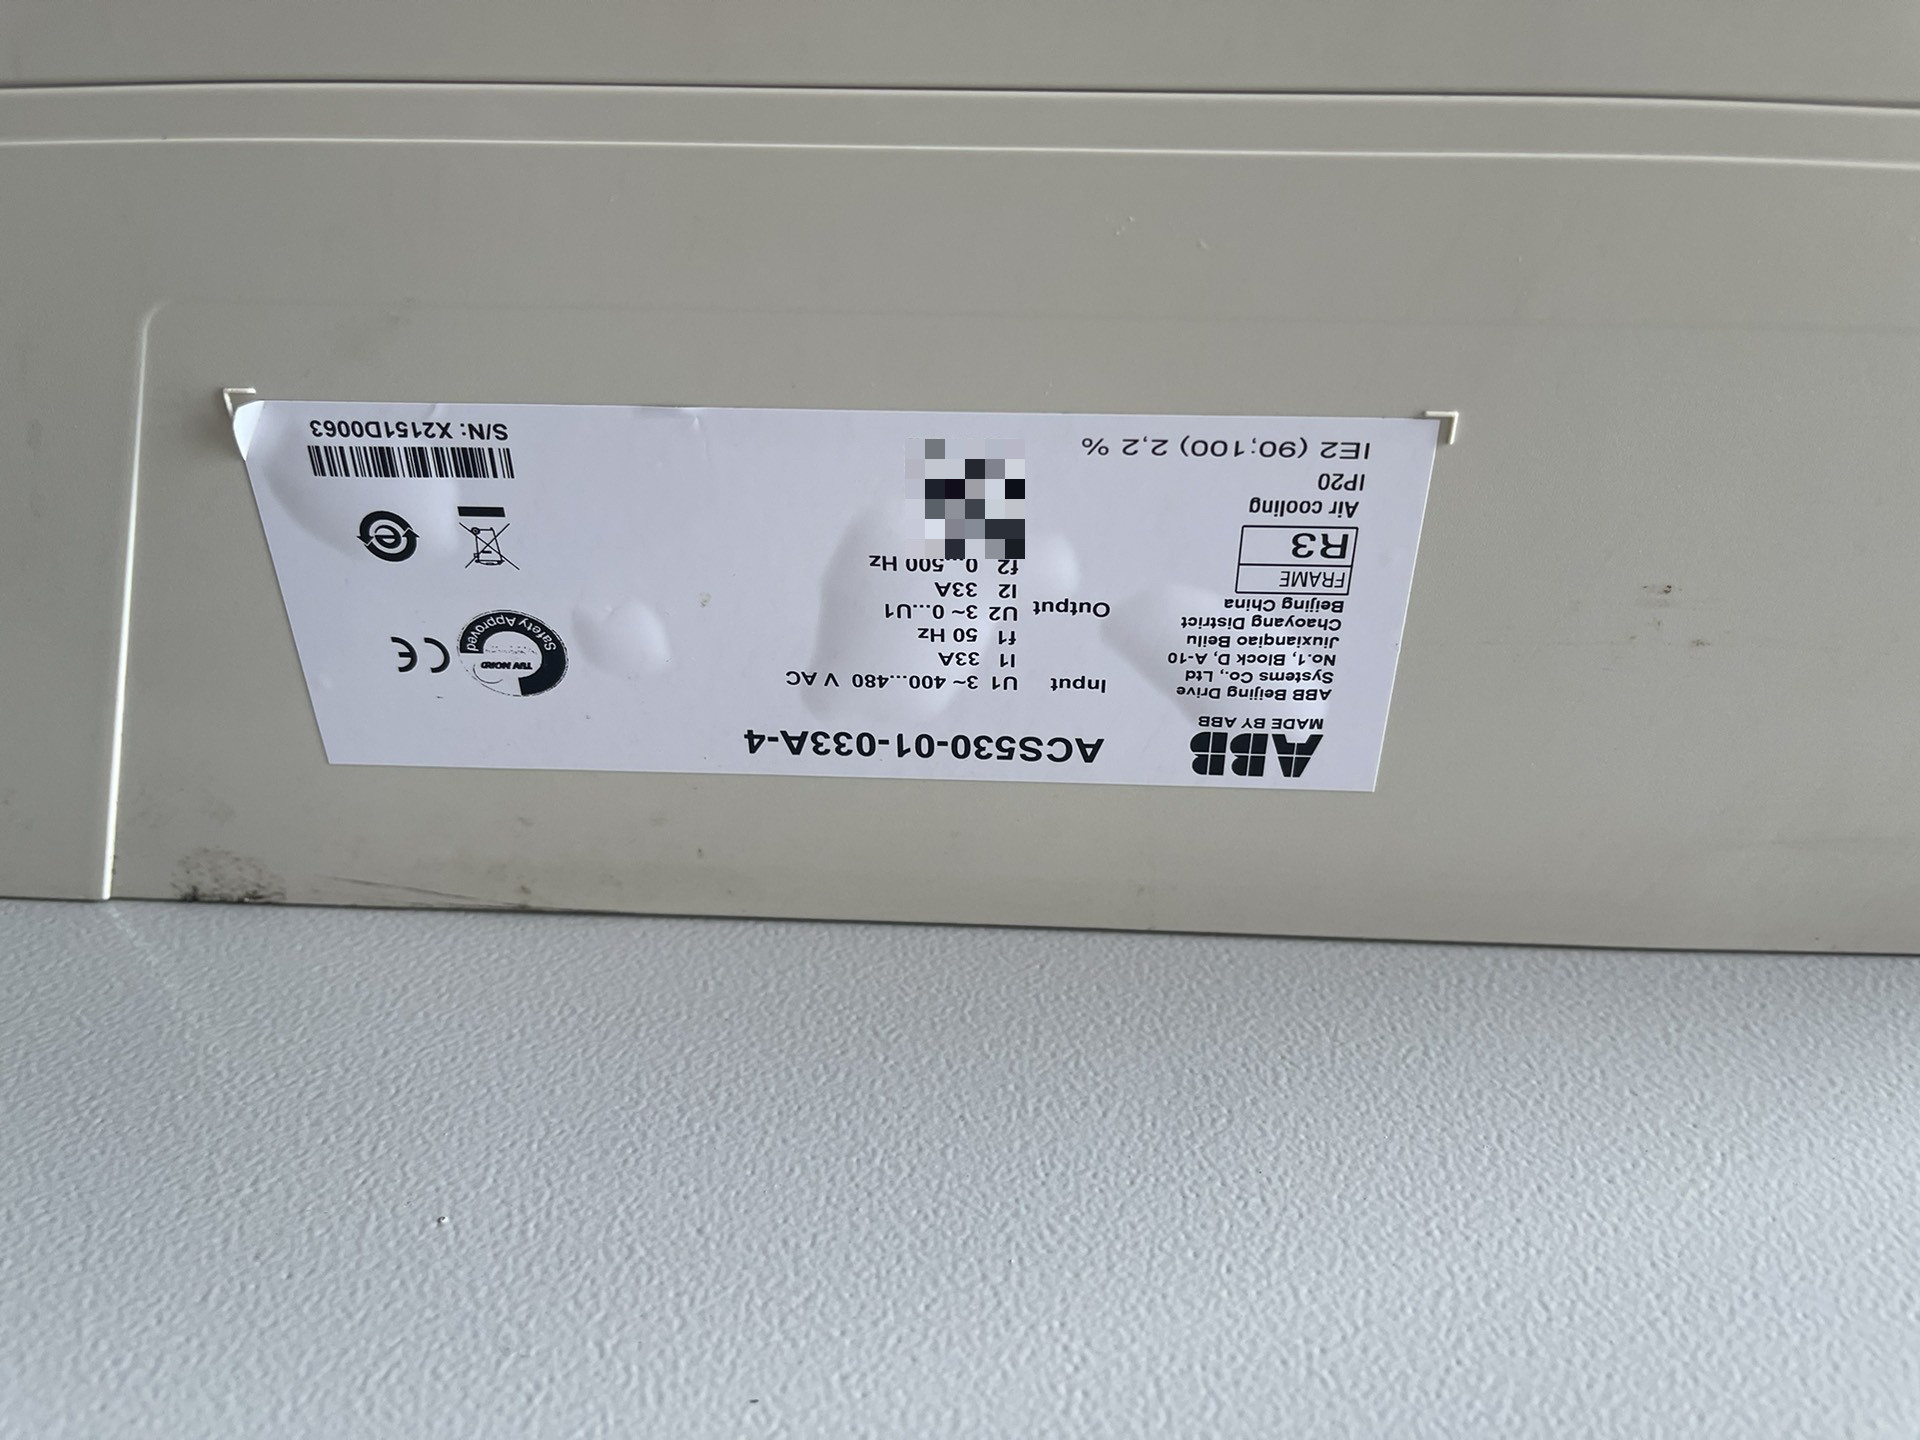 ABB
MADE BY ABB
ABB Beijing Drive
Systems Co., Ltd
No.1, Block D, A-10
Jiuxianqiao Beilu
Chaoyang District
Beijing China
FRAME
R3
Air cooling
IP20
IE2 (90;100) 2,2 %
ACS530-01-033A-4
Input U1 3~ 400...480 V AC
I1 33A
f1 50 Hz
Output U2 3~ 0...U1
I2 33A
f2 0...500 Hz
TUV NORD
Safety Approved
CE
S/N: X2151D0063